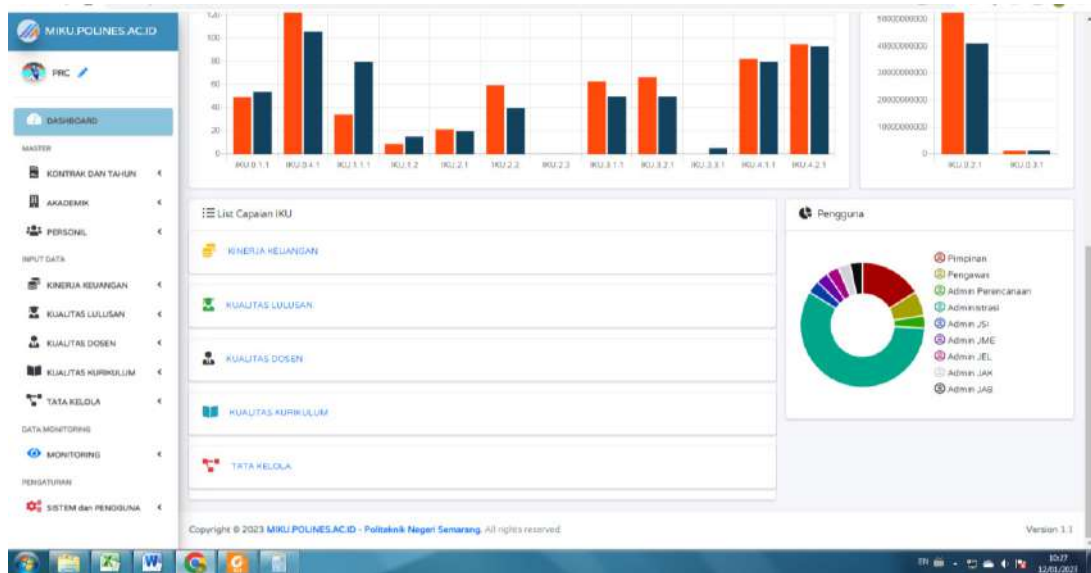 MIKU.POLINES.AC.ID
PRC
DASHBOARD
MASTER
KONTRAK DAN TAHUN
AKADEMIK
PERSONIL
INPUT DATA
KINERJA KEUANGAN
KUALITAS LULUSAN
KUALITAS DOSEN
KUALITAS KURIKULUM
TATA KELOLA
DATA MONITORING
MONITORING
PENGATURAN
SISTEM dan PENGGUNA
120
100
80
60
40
20
0
IKU.0.1.1 IKU.0.4.1 IKU.1.1.1 IKU.1.2 IKU.2.1 IKU.2.2 IKU.2.3 IKU.3.1.1 IKU.3.2.1 IKU.3.3.1 IKU.4.1.1 IKU.4.2.1
50000000000
40000000000
30000000000
20000000000
10000000000
0
IKU.0.2.1 IKU.0.3.1
List Capaian IKU
KINERJA KEUANGAN
KUALITAS LULUSAN
KUALITAS DOSEN
KUALITAS KURIKULUM
TATA KELOLA
Pengguna
Pimpinan
Pengawas
Admin Perencanaan
Administrasi
Admin JSI
Admin JME
Admin JEL
Admin JAK
Admin JAB
Copyright © 2023 MIKU.POLINES.AC.ID - Politeknik Negeri Semarang. All rights reserved.
Version 1.1
EN
10:27
12/01/2023